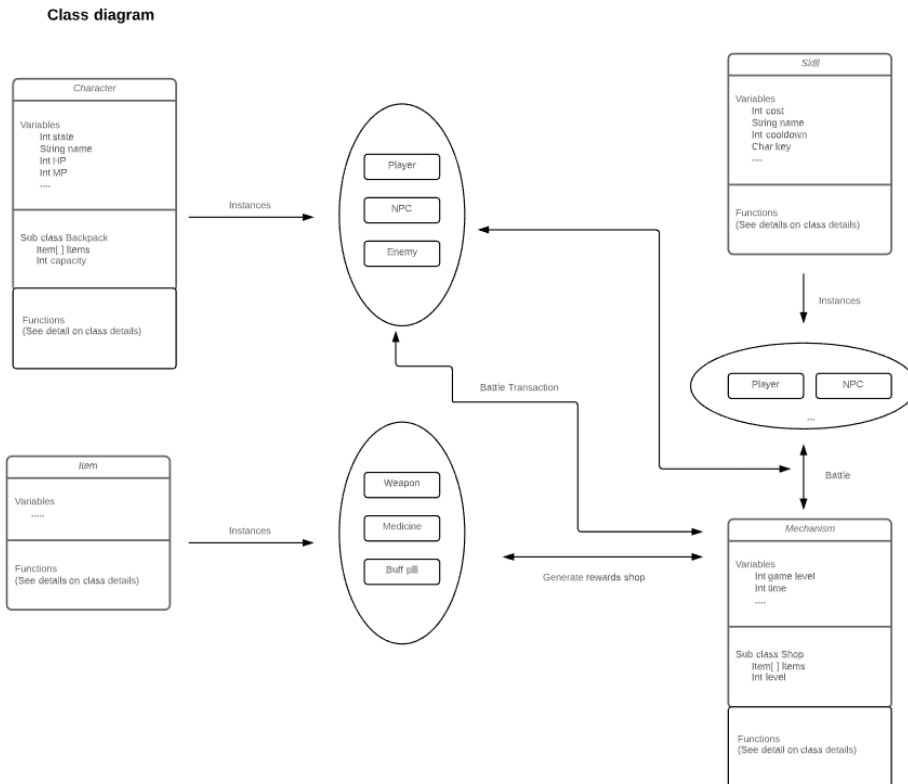 Class diagram
Character
Variables
Int state
String name
Int HP
Int MP
....
Sub class Backpack
Item[ ] Items
Int capacity
Functions
(See detail on class details)
Instances
Player
NPC
Enemy
Skill
Variables
Int cost
String name
Int cooldown
Char key
....
Functions
(See details on class details)
Instances
Player
NPC
...
Battle Transaction
Battle
Item
Variables
.....
Functions
(See details on class details)
Instances
Weapon
Medicine
Buff pill
Generate rewards shop
Mechanism
Variables
Int game level
Int time
....
Sub class Shop
Item[ ] Items
Int level
Functions
(See detail on class details)